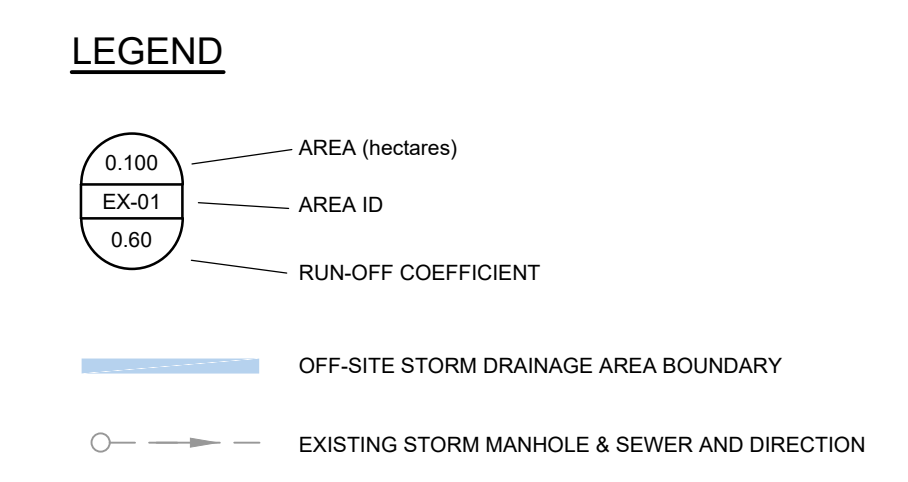 LEGEND
0.100
AREA (hectares)
EX-01
AREA ID
0.60
RUN-OFF COEFFICIENT
OFF-SITE STORM DRAINAGE AREA BOUNDARY
EXISTING STORM MANHOLE & SEWER AND DIRECTION